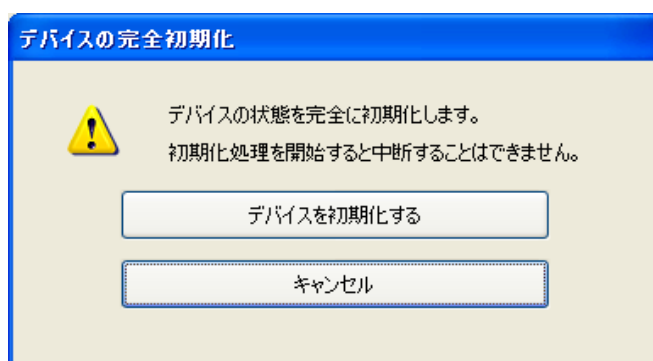 デバイスの完全初期化
デバイスの状態を完全に初期化します。
初期化処理を開始すると中断することはできません。
デバイスを初期化する
キャンセル